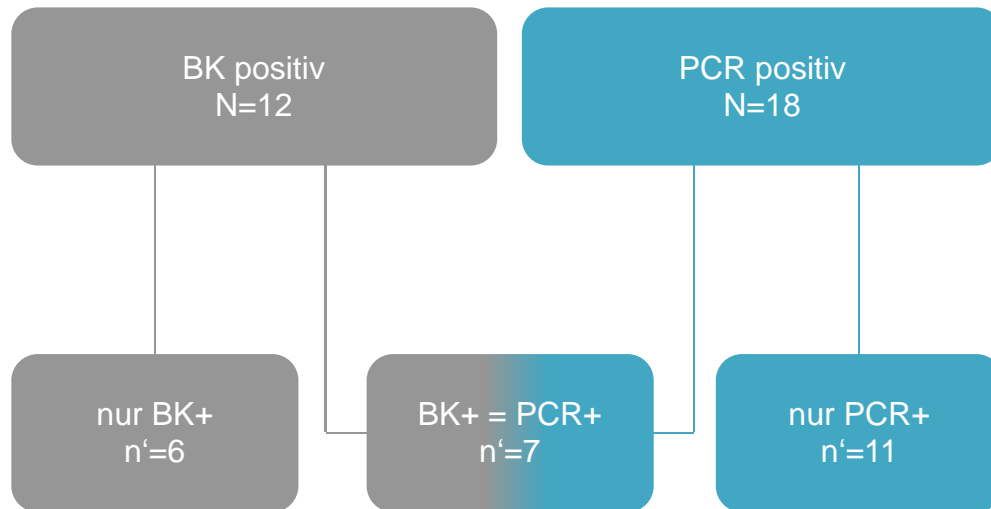 BK positiv
N=12
PCR positiv
N=18
nur BK+
n‘=6
BK+ = PCR+
n‘=7
nur PCR+
n‘=11